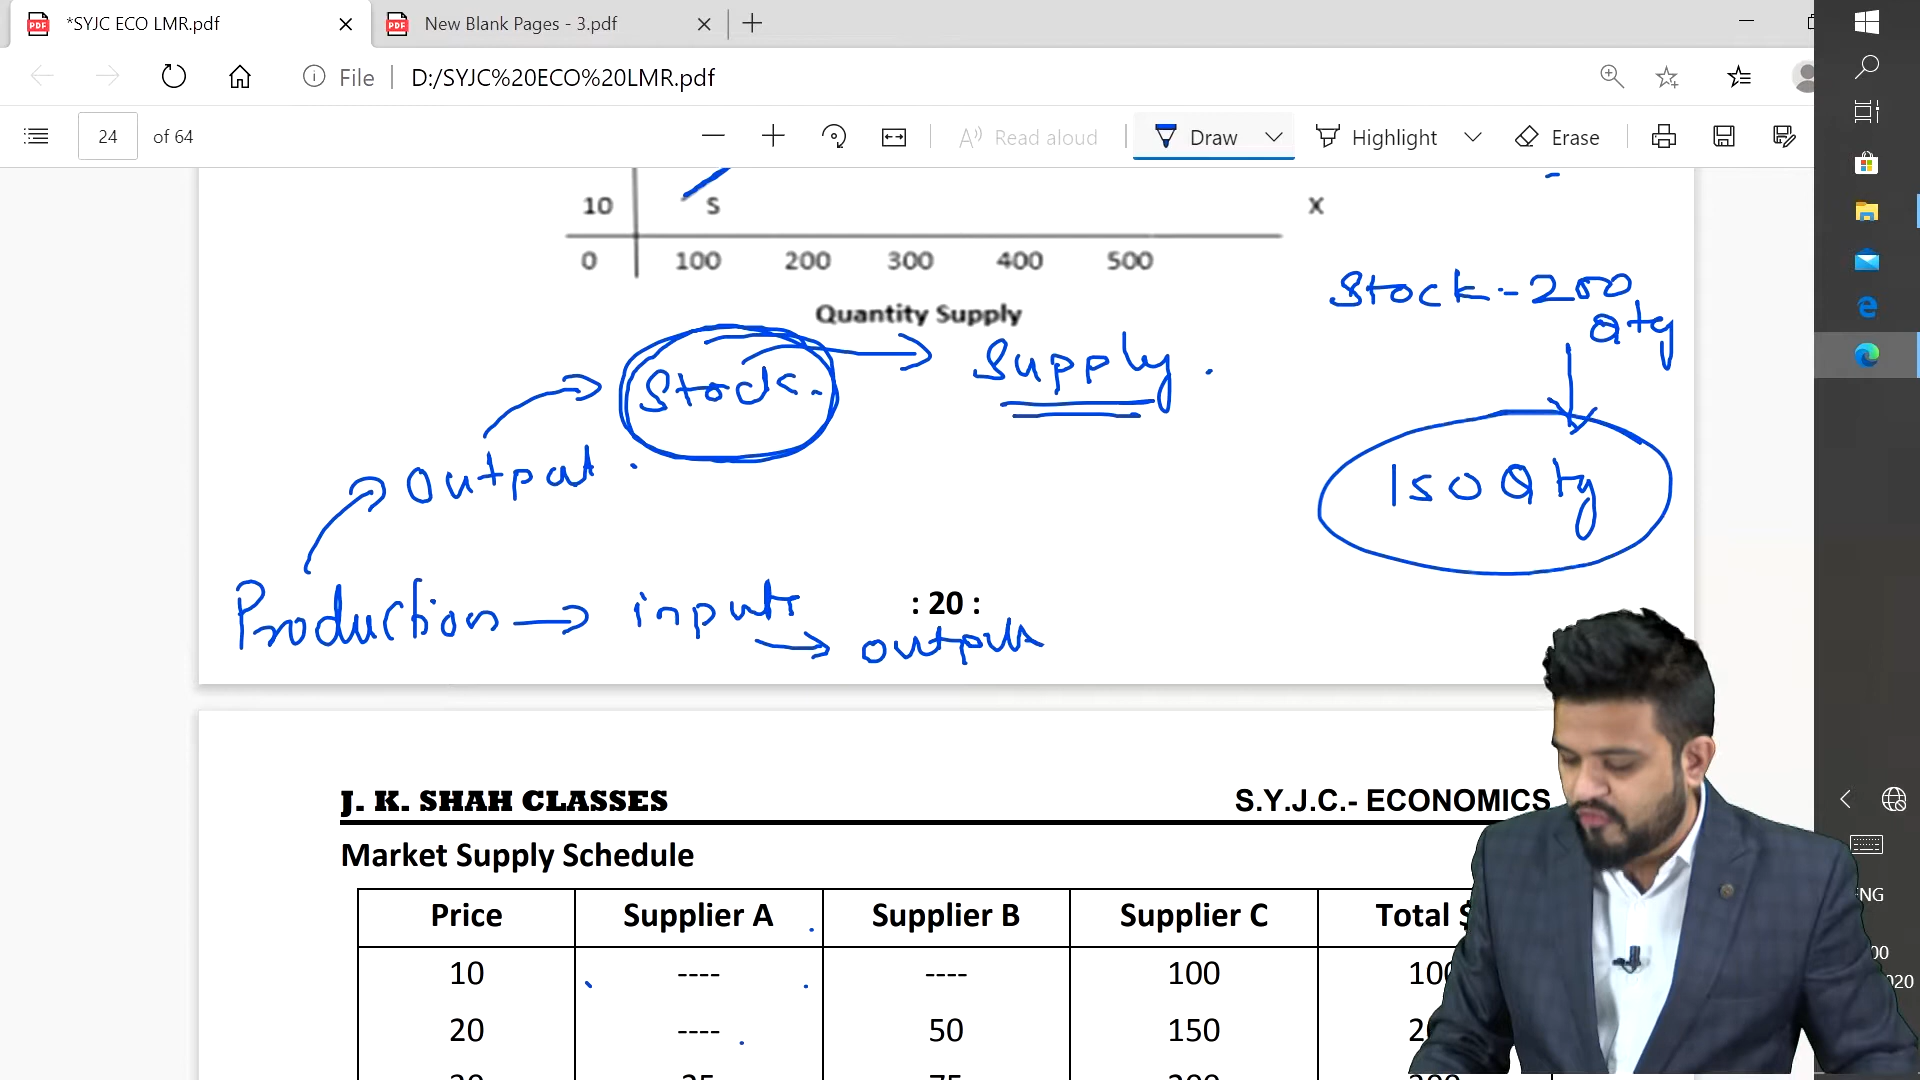 *SYJC ECO LMR.pdf
New Blank Pages - 3.pdf
File
D:/SYJC%20ECO%20LMR.pdf
24 of 64
Read aloud
Draw
Highlight
Erase
10 S X
0 100 200 300 400 500
Quantity Supply
Stock - 200
Qty
Stock.
Supply.
150 Qty
Output.
Production → inputs
: 20 :
output
J. K. SHAH CLASSES S.Y.J.C.- ECONOMICS
Market Supply Schedule
Price Supplier A Supplier B Supplier C Total
10 ---- ---- 100 100
20 ---- 50 150